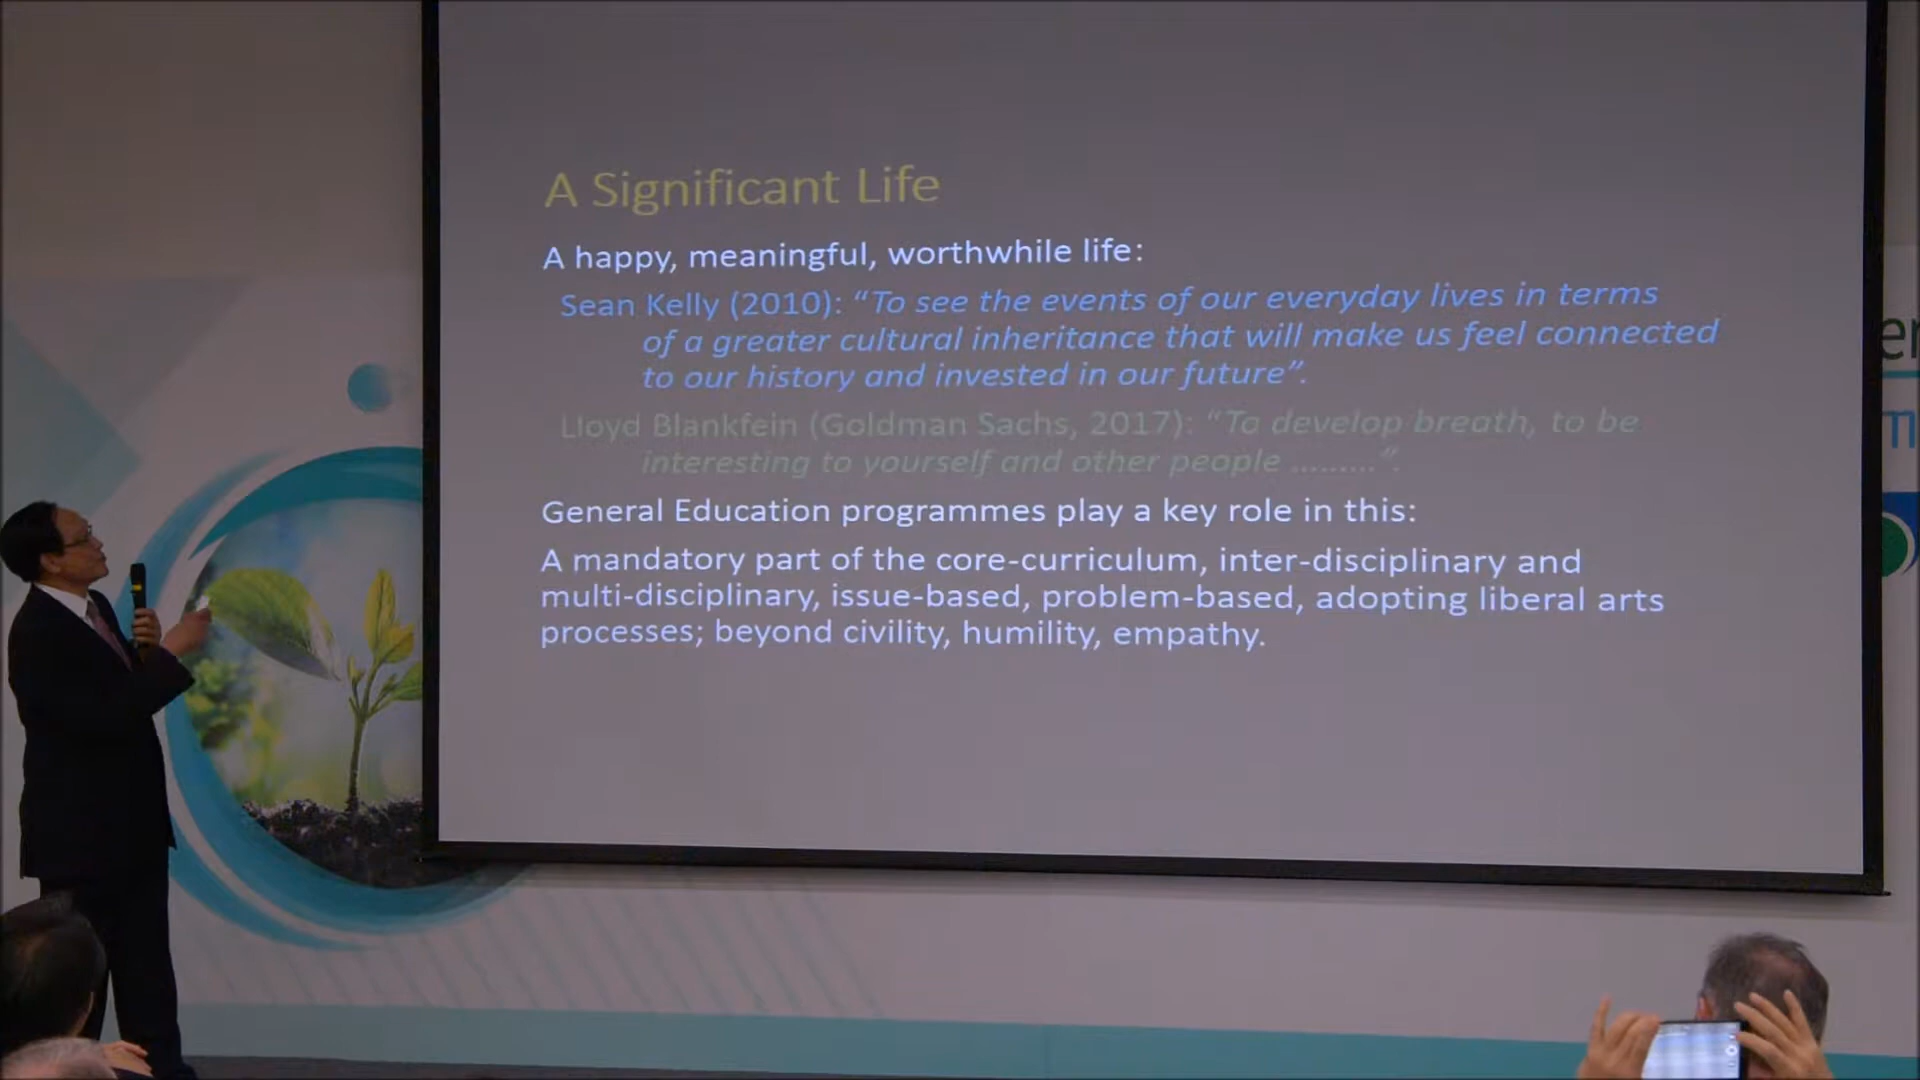 A Significant Life
A happy, meaningful, worthwhile life:
Sean Kelly (2010): “To see the events of our everyday lives in terms
of a greater cultural inheritance that will make us feel connected
to our history and invested in our future”.
Lloyd Blankfein (Goldman Sachs, 2017): “To develop breath, to be
interesting to yourself and other people .........”.
General Education programmes play a key role in this:
A mandatory part of the core-curriculum, inter-disciplinary and
multi-disciplinary, issue-based, problem-based, adopting liberal arts
processes; beyond civility, humility, empathy.